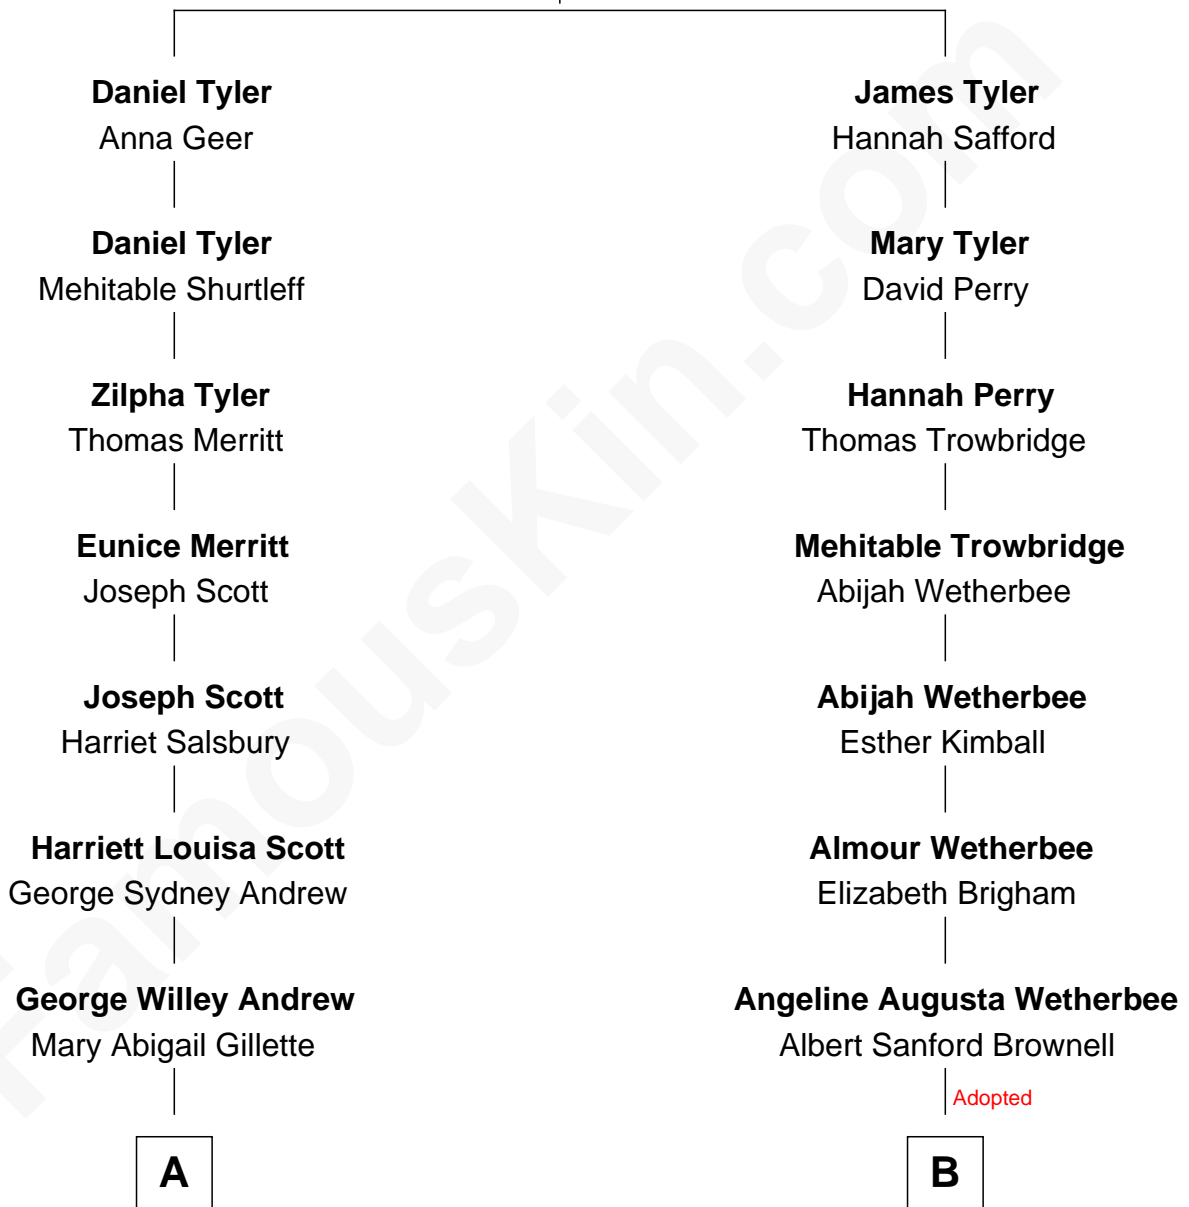 Daniel Tyler
Anna Geer
Daniel Tyler
Mehitable Shurtleff
Zilpha Tyler
Thomas Merritt
Eunice Merritt
Joseph Scott
Joseph Scott
Harriet Salsbury
Harriett Louisa Scott
George Sydney Andrew
George Willey Andrew
Mary Abigail Gillette
A
James Tyler
Hannah Safford
Mary Tyler
David Perry
Hannah Perry
Thomas Trowbridge
Mehitable Trowbridge
Abijah Wetherbee
Abijah Wetherbee
Esther Kimball
Almour Wetherbee
Elizabeth Brigham
Angeline Augusta Wetherbee
Albert Sanford Brownell
Adopted
B
FamousKin.com